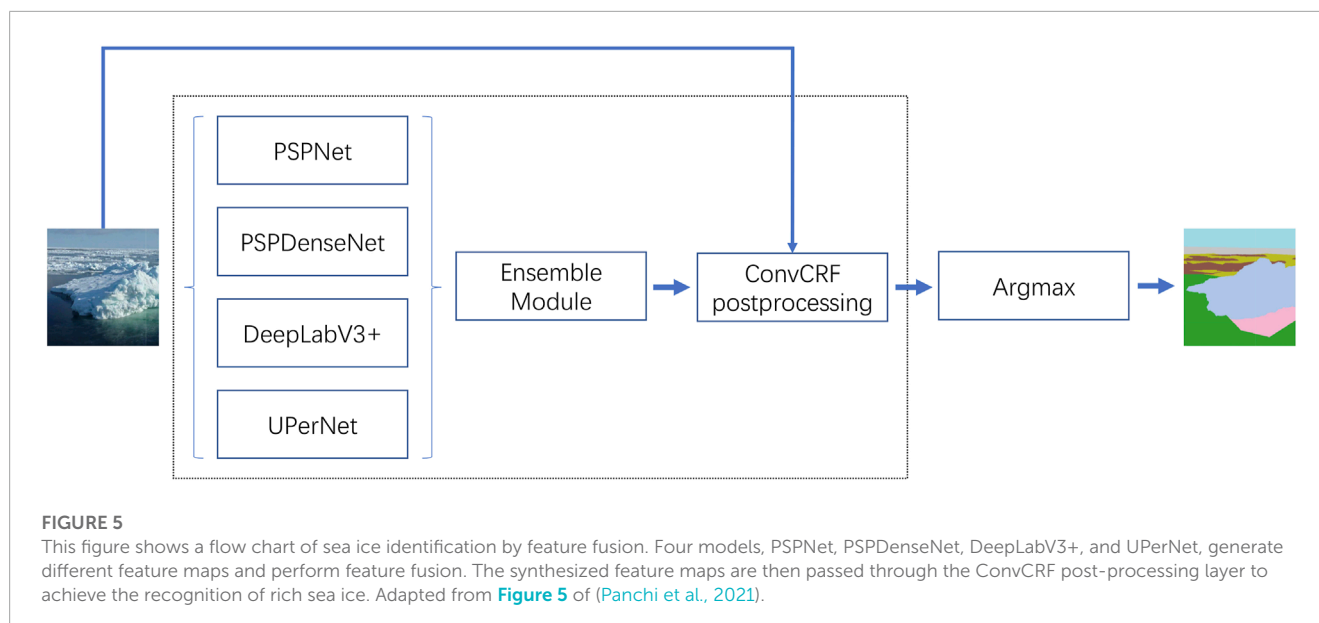 PSPNet
PSPDenseNet
DeepLabV3+
UPerNet
Ensemble
Module
ConvCRF
postprocessing
Argmax
FIGURE 5
This figure shows a flow chart of sea ice identification by feature fusion. Four models, PSPNet, PSPDenseNet, DeepLabV3+, and UPerNet, generate
different feature maps and perform feature fusion. The synthesized feature maps are then passed through the ConvCRF post-processing layer to
achieve the recognition of rich sea ice. Adapted from Figure 5 of (Panchi et al., 2021).